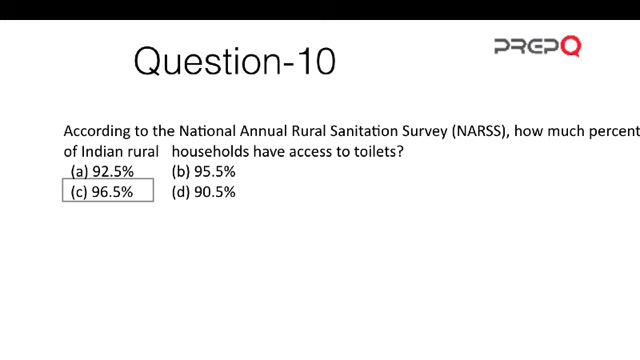 PREPQ
Question-10
According to the National Annual Rural Sanitation Survey (NARSS), how much percent
of Indian rural households have access to toilets?
(a) 92.5% (b) 95.5%
(c) 96.5% (d) 90.5%